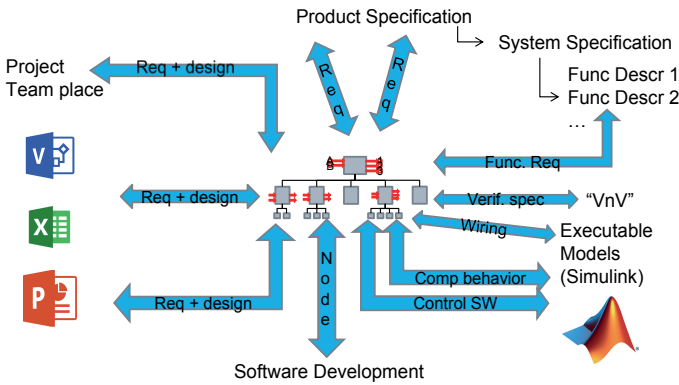 Product Specification
System Specification
Func Descr 1
Func Descr 2
…
Project
Team place
Req + design
Req
Req
Func. Req
V
Req + design
Verif. spec
“VnV”
X
Wiring
Executable
Models
(Simulink)
Node
Comp behavior
P
Req + design
Control SW
Software Development